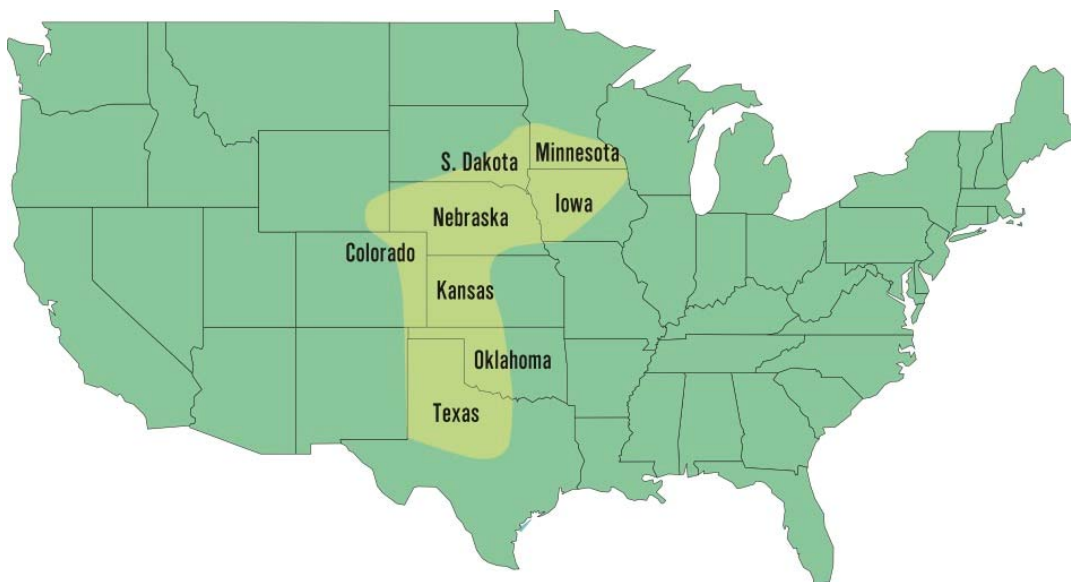 Minnesota
S. Dakota
Iowa
Nebraska
Colorado
Kansas
Oklahoma
Texas